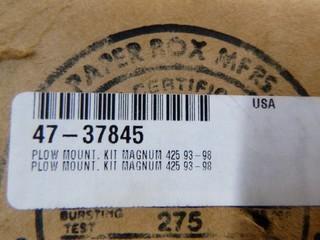 PAPER BOX MFRS
CERTIFIC
USA
47-37845
PLOW MOUNT. KIT MAGNUM 425 93-98
PLOW MOUNT. KIT MAGNUM 425 93-98
BURSTING
TEST
275